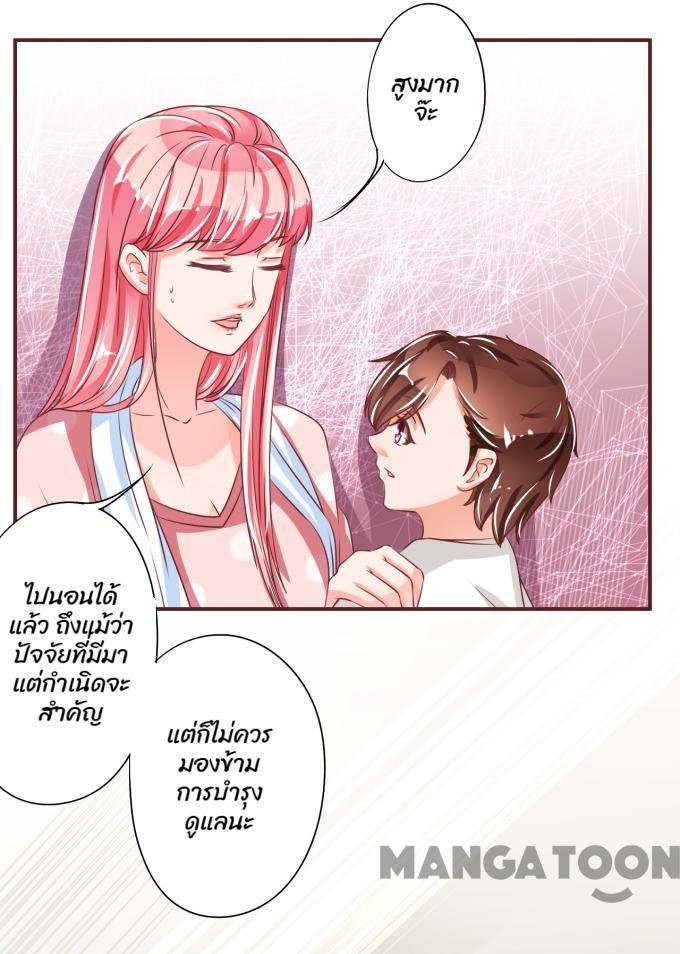 สูงมาก
จ๊ะ
ไปนอนได้
แล้ว ถึงแม้ว่า
ปัจจัยที่มีมา
แต่กำเนิดจะ
สำคัญ
แต่ก็ไม่ควร
มองข้าม
การบำรุง
ดูแลนะ
MANGATOON